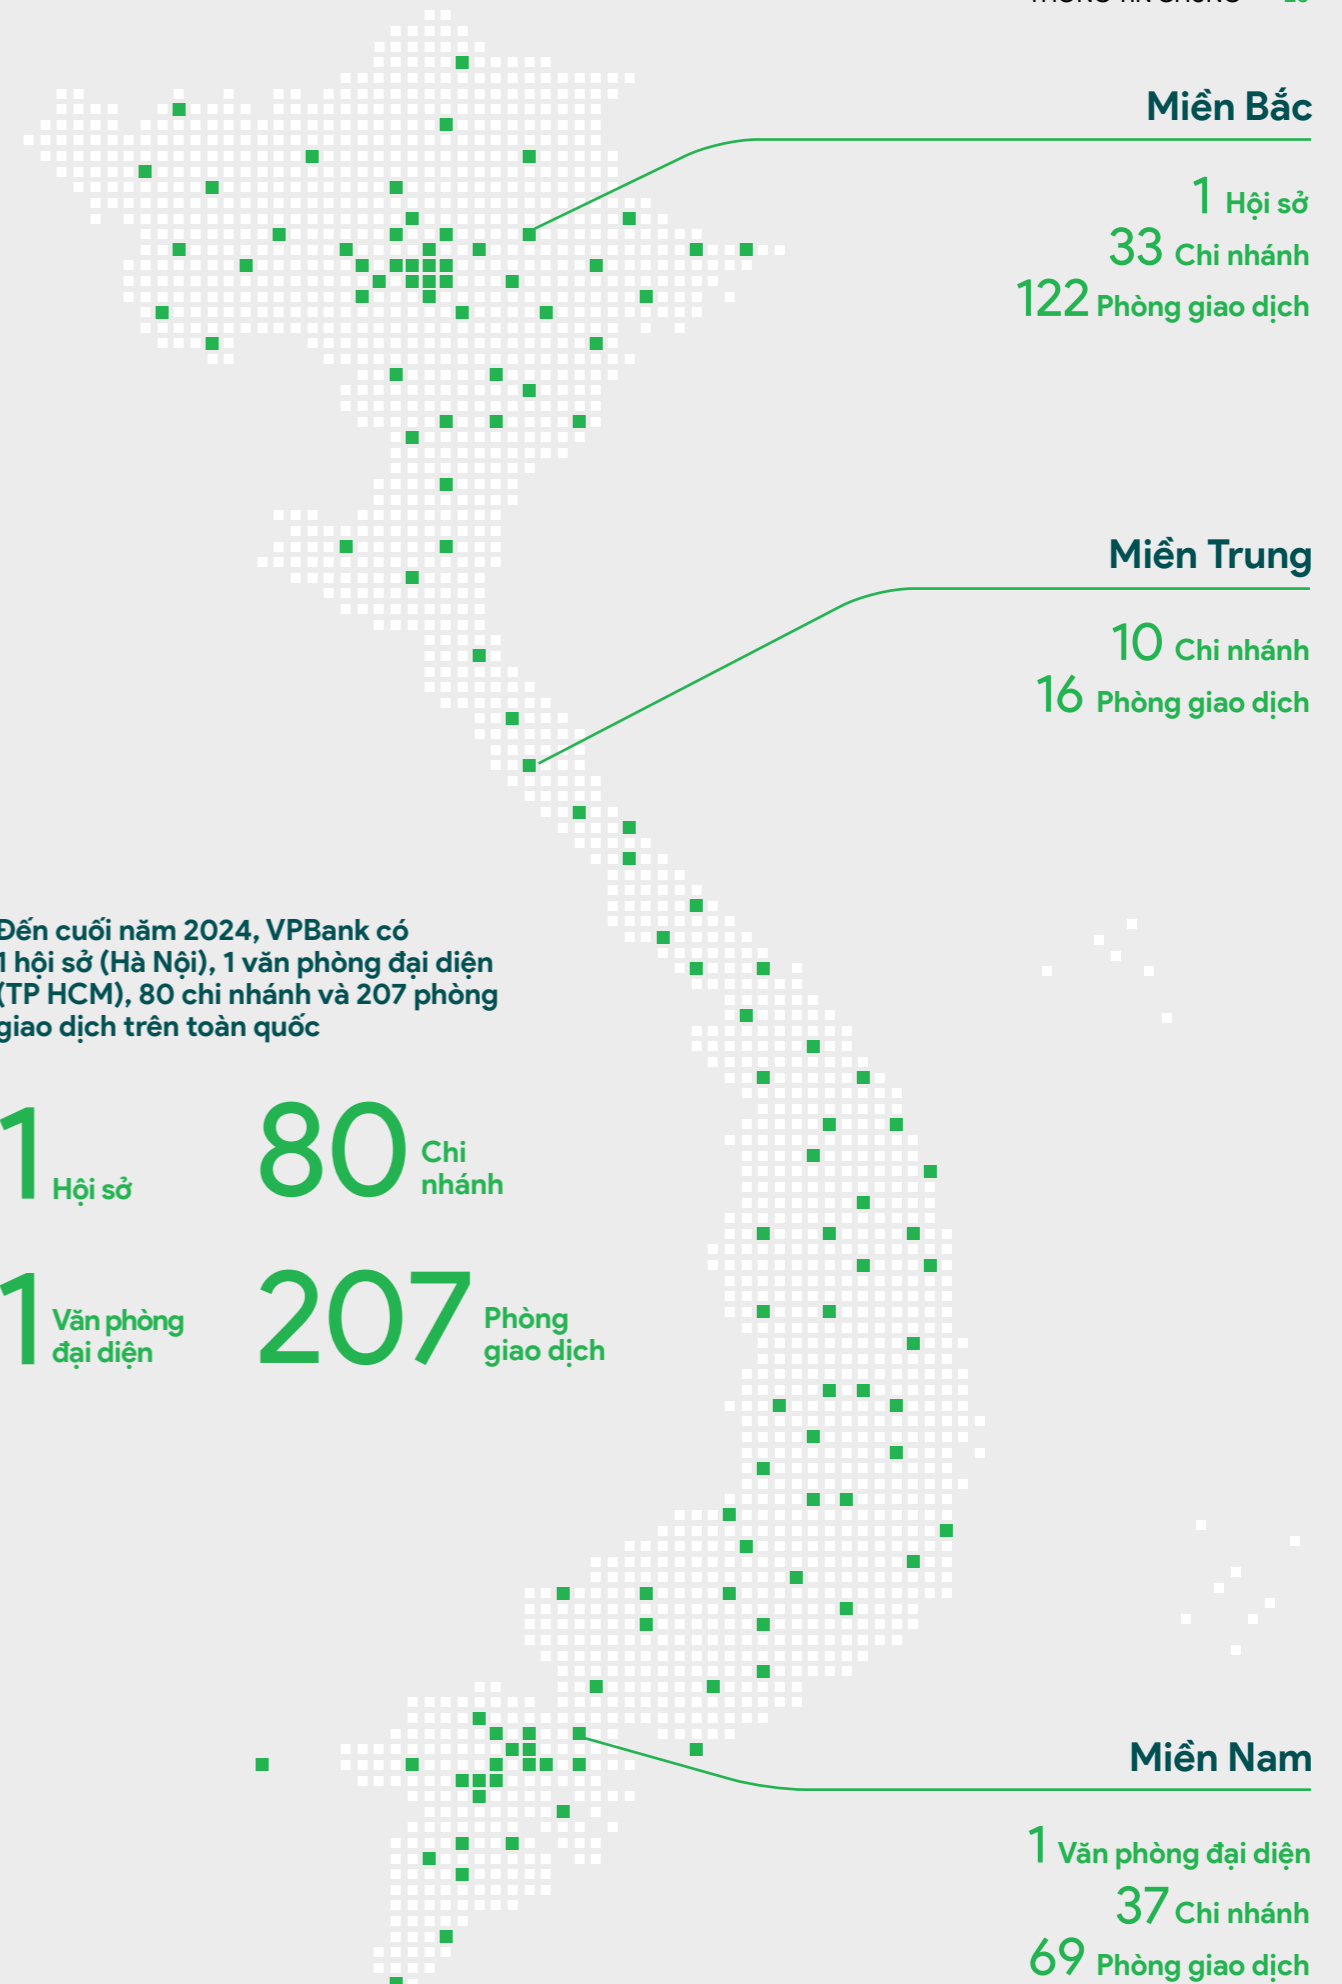 Miền Bắc
1 Hội sở
33 Chi nhánh
122 Phòng giao dịch
Miền Trung
10 Chi nhánh
16 Phòng giao dịch
Đến cuối năm 2024, VPBank có
1 hội sở (Hà Nội), 1 văn phòng đại diện
(TP HCM), 80 chi nhánh và 207 phòng
giao dịch trên toàn quốc
1 Hội sở
80 Chi
nhánh
1 Văn phòng
đại diện
207 Phòng
giao dịch
Miền Nam
1 Văn phòng đại diện
37 Chi nhánh
69 Phòng giao dịch